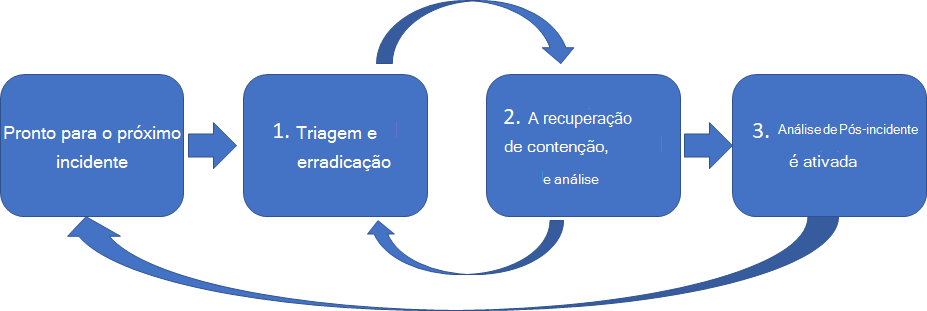 Pronto para o próximo
incidente
1. Triagem e
erradicação
2. A recuperação
de contenção,
e análise
3. Análise de Pós-incidente
é ativada